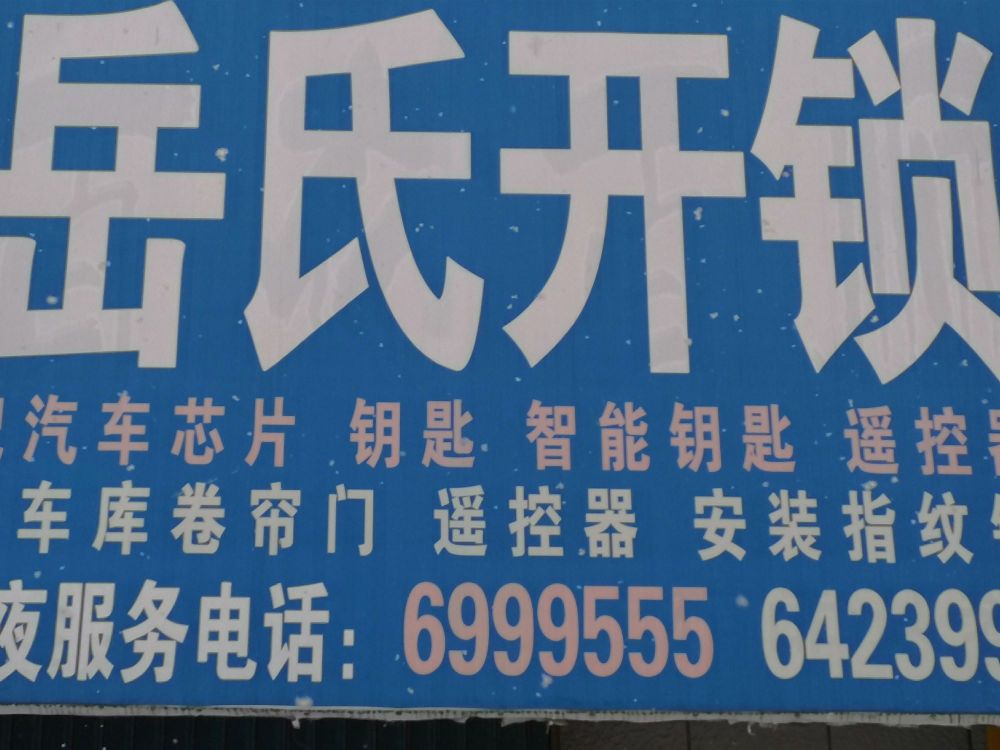 岳氏开锁
汽车芯片 钥匙 智能钥匙 遥控器
车库卷帘门 遥控器 安装指纹
夜服务电话：6999555 642399